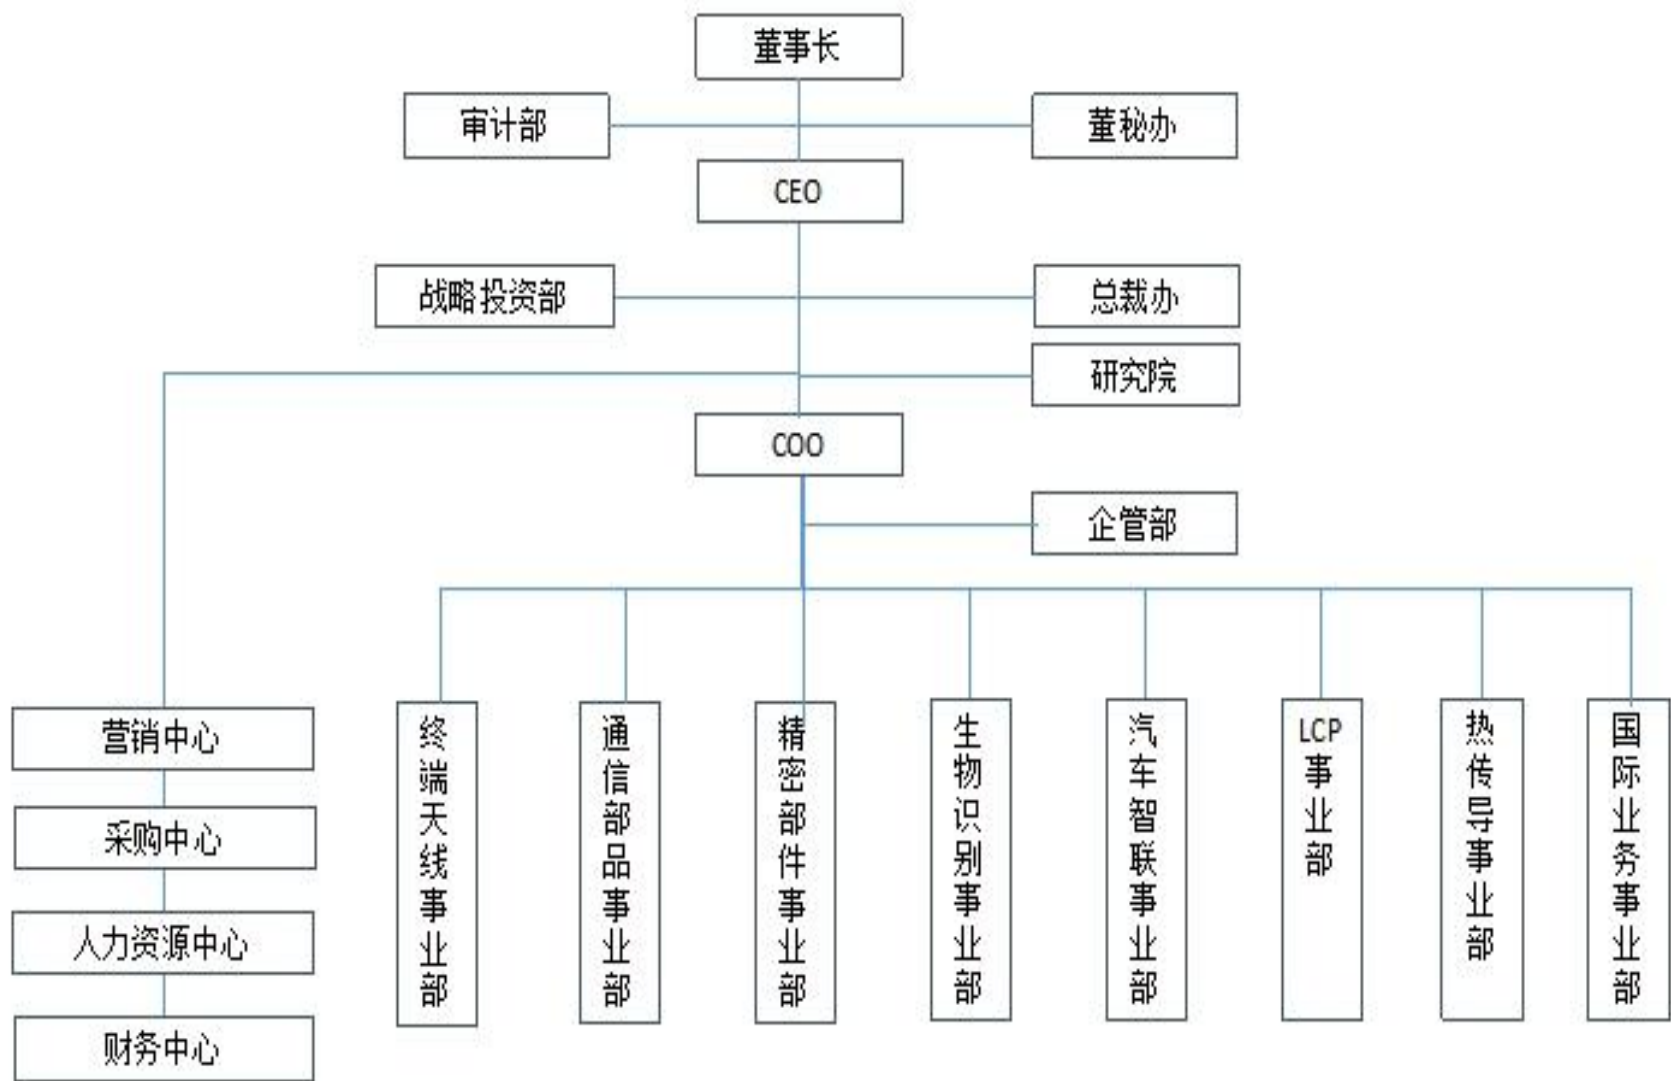 董事长
审计部
董秘办
CEO
战略投资部
总裁办
研究院
COO
企管部
营销中心
采购中心
人力资源中心
财务中心
终端天线事业部
通信部品事业部
精密部件事业部
生物识别事业部
汽车智联事业部
LCP
事业部
热传导事业部
国际业务事业部